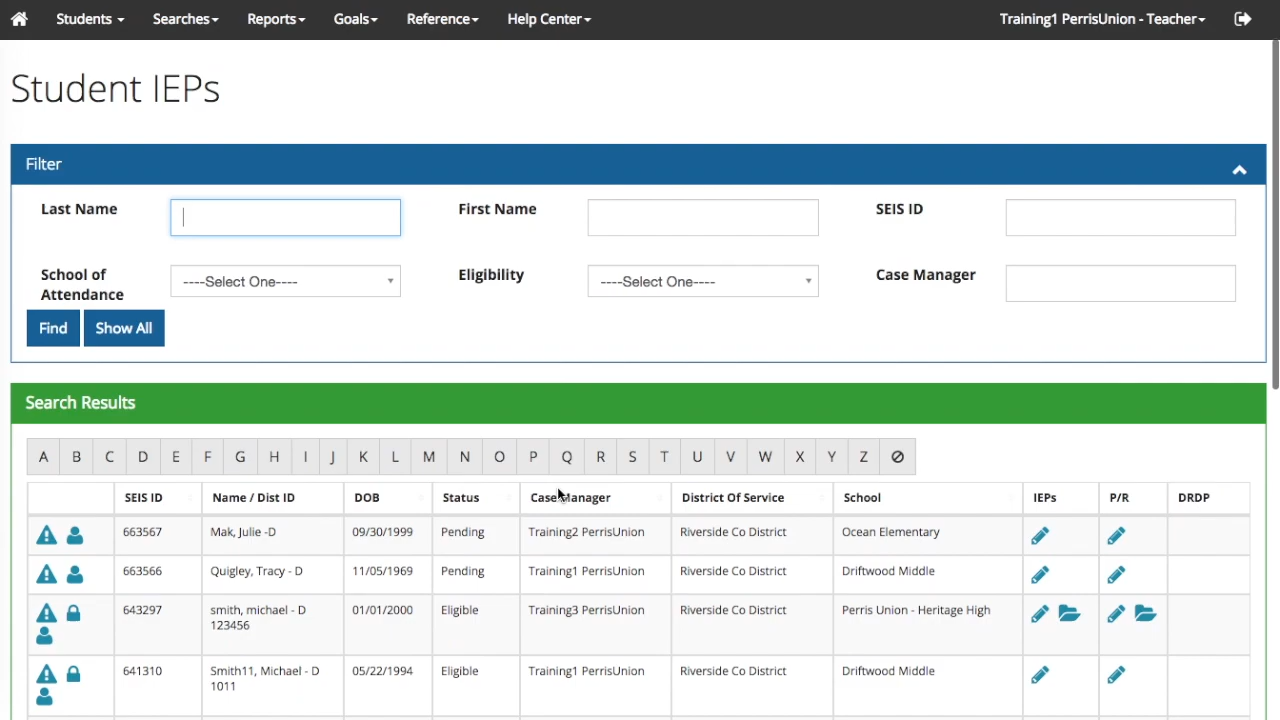 Students Searches Reports Goals Reference Help Center Training1 PerrisUnion - Teacher
Student IEPs
Filter
Last Name First Name SEIS ID
School of Attendance ----Select One---- Eligibility ----Select One---- Case Manager
Find Show All
Search Results
A B C D E F G H I J K L M N O P Q R S T U V W X Y Z
SEIS ID Name / Dist ID DOB Status Case Manager District Of Service School IEPs P/R DRDP
663567 Mak, Julie -D 09/30/1999 Pending Training2 PerrisUnion Riverside Co District Ocean Elementary
663566 Quigley, Tracy - D 11/05/1969 Pending Training1 PerrisUnion Riverside Co District Driftwood Middle
643297 smith, michael - D 01/01/2000 Eligible Training3 PerrisUnion Riverside Co District Perris Union - Heritage High
123456
641310 Smith11, Michael - D 05/22/1994 Eligible Training1 PerrisUnion Riverside Co District Driftwood Middle
1011